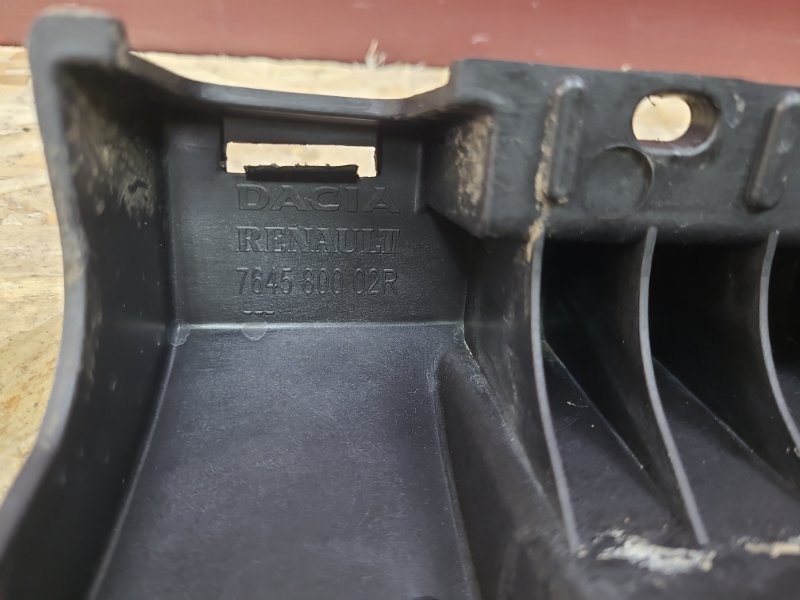 DACIA
RENAULT
7645 800 02R
---